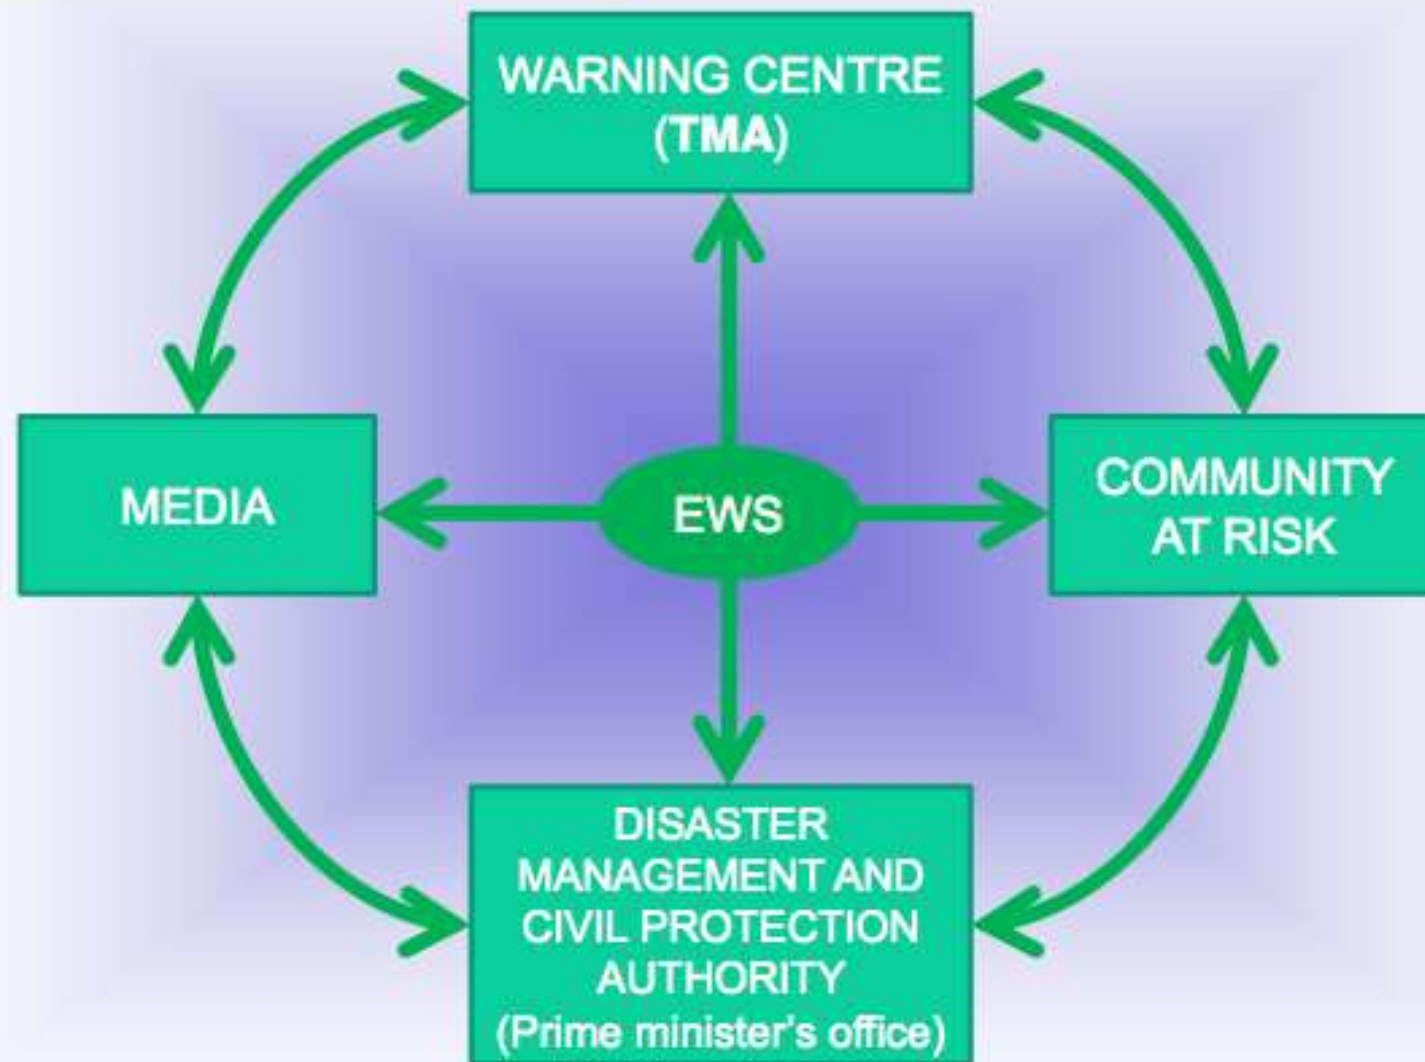 WARNING CENTRE
(TMA)
MEDIA
EWS
COMMUNITY
AT RISK
DISASTER
MANAGEMENT AND
CIVIL PROTECTION
AUTHORITY
(Prime minister's office)